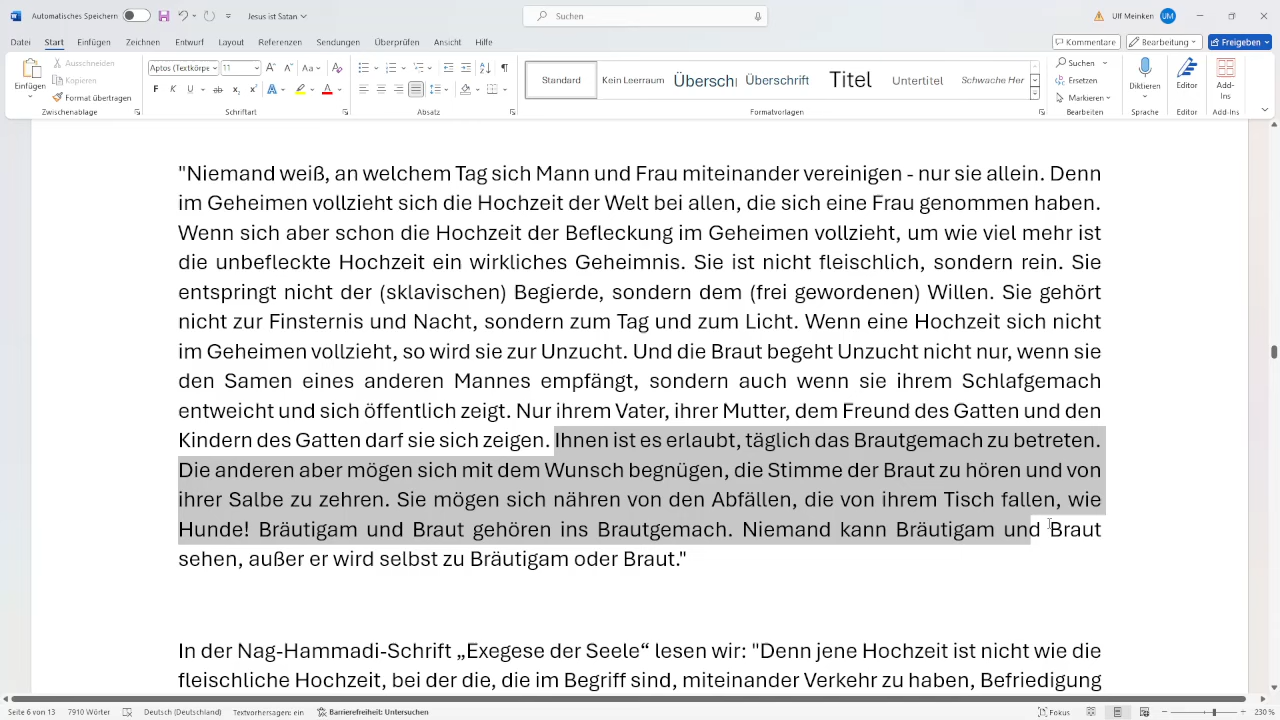 Automatisches Speichern
Jesus ist Satan
Suchen
Ulf Meinken
UM
Datei
Start
Einfügen
Zeichnen
Entwurf
Layout
Referenzen
Sendungen
Überprüfen
Ansicht
Hilfe
Kommentare
Bearbeitung
Freigeben
Einfügen
Ausschneiden
Kopieren
Format übertragen
Zwischenablage
Aptos (Textkörpe
11
Schriftart
Absatz
Standard
Kein Leerraum
Überschri
Überschrift
Titel
Untertitel
Schwache Her
Formatvorlagen
Suchen
Ersetzen
Markieren
Bearbeiten
Diktieren
Sprache
Editor
Editor
Add-Ins
Add-Ins
"Niemand weiß, an welchem Tag sich Mann und Frau miteinander vereinigen - nur sie allein. Denn
im Geheimen vollzieht sich die Hochzeit der Welt bei allen, die sich eine Frau genommen haben.
Wenn sich aber schon die Hochzeit der Befleckung im Geheimen vollzieht, um wie viel mehr ist
die unbefleckte Hochzeit ein wirkliches Geheimnis. Sie ist nicht fleischlich, sondern rein. Sie
entspringt nicht der (sklavischen) Begierde, sondern dem (frei gewordenen) Willen. Sie gehört
nicht zur Finsternis und Nacht, sondern zum Tag und zum Licht. Wenn eine Hochzeit sich nicht
im Geheimen vollzieht, so wird sie zur Unzucht. Und die Braut begeht Unzucht nicht nur, wenn sie
den Samen eines anderen Mannes empfängt, sondern auch wenn sie ihrem Schlafgemach
entweicht und sich öffentlich zeigt. Nur ihrem Vater, ihrer Mutter, dem Freund des Gatten und den
Kindern des Gatten darf sie sich zeigen. Ihnen ist es erlaubt, täglich das Brautgemach zu betreten.
Die anderen aber mögen sich mit dem Wunsch begnügen, die Stimme der Braut zu hören und von
ihrer Salbe zu zehren. Sie mögen sich nähren von den Abfällen, die von ihrem Tisch fallen, wie
Hunde! Bräutigam und Braut gehören ins Brautgemach. Niemand kann Bräutigam und Braut
sehen, außer er wird selbst zu Bräutigam oder Braut."
In der Nag-Hammadi-Schrift „Exegese der Seele“ lesen wir: "Denn jene Hochzeit ist nicht wie die
fleischliche Hochzeit, bei der die, die im Begriff sind, miteinander Verkehr zu haben, Befriedigung
Seite 6 von 13
7910 Wörter
Deutsch (Deutschland)
Textvorhersagen: ein
Barrierefreiheit: Untersuchen
Fokus
230 %